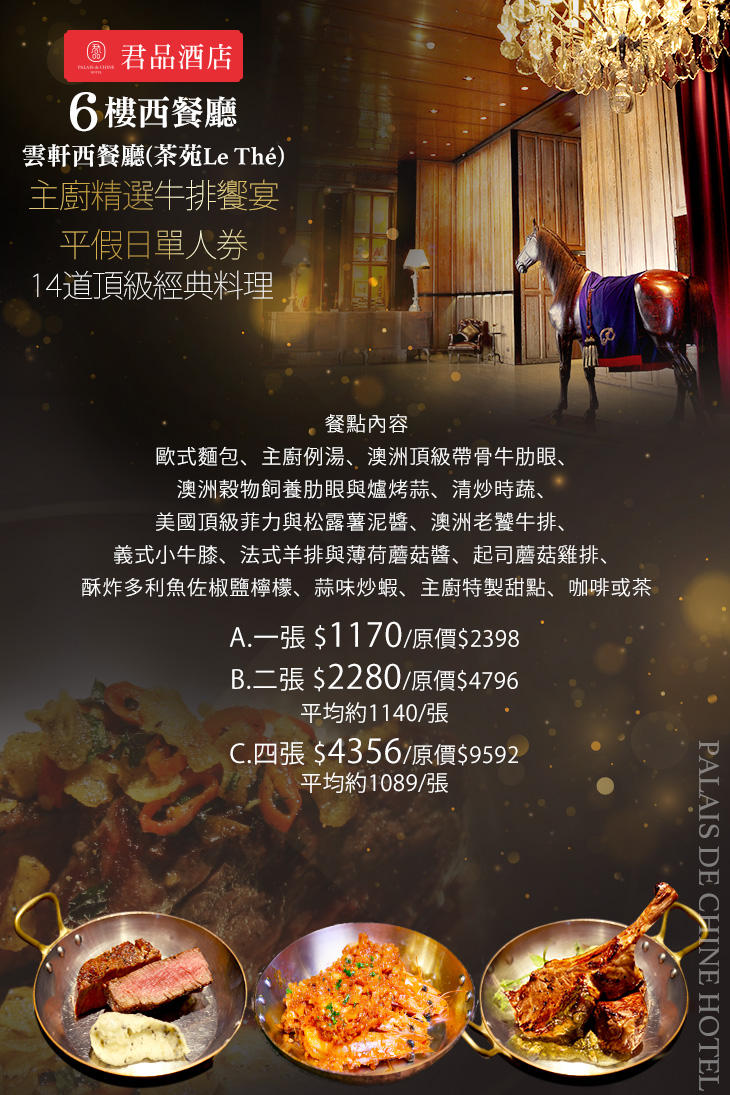 君品
PALAIS de CHINE
HOTEL
君品酒店
6樓西餐廳
雲軒西餐廳(茶苑Le Thé)
主廚精選牛排饗宴
平假日單人券
14道頂級經典料理
餐點內容
歐式麵包、主廚例湯、澳洲頂級帶骨牛肋眼、
澳洲穀物飼養肋眼與爐烤蒜、清炒時蔬、
美國頂級菲力與松露薯泥醬、澳洲老饕牛排、
義式小牛膝、法式羊排與薄荷蘑菇醬、起司蘑菇雞排、
酥炸多利魚佐椒鹽檸檬、蒜味炒蝦、主廚特製甜點、咖啡或茶
A.一張 $1170/原價$2398
B.二張 $2280/原價$4796
平均約1140/張
C.四張 $4356/原價$9592
平均約1089/張
PALAIS DE CHINE HOTEL